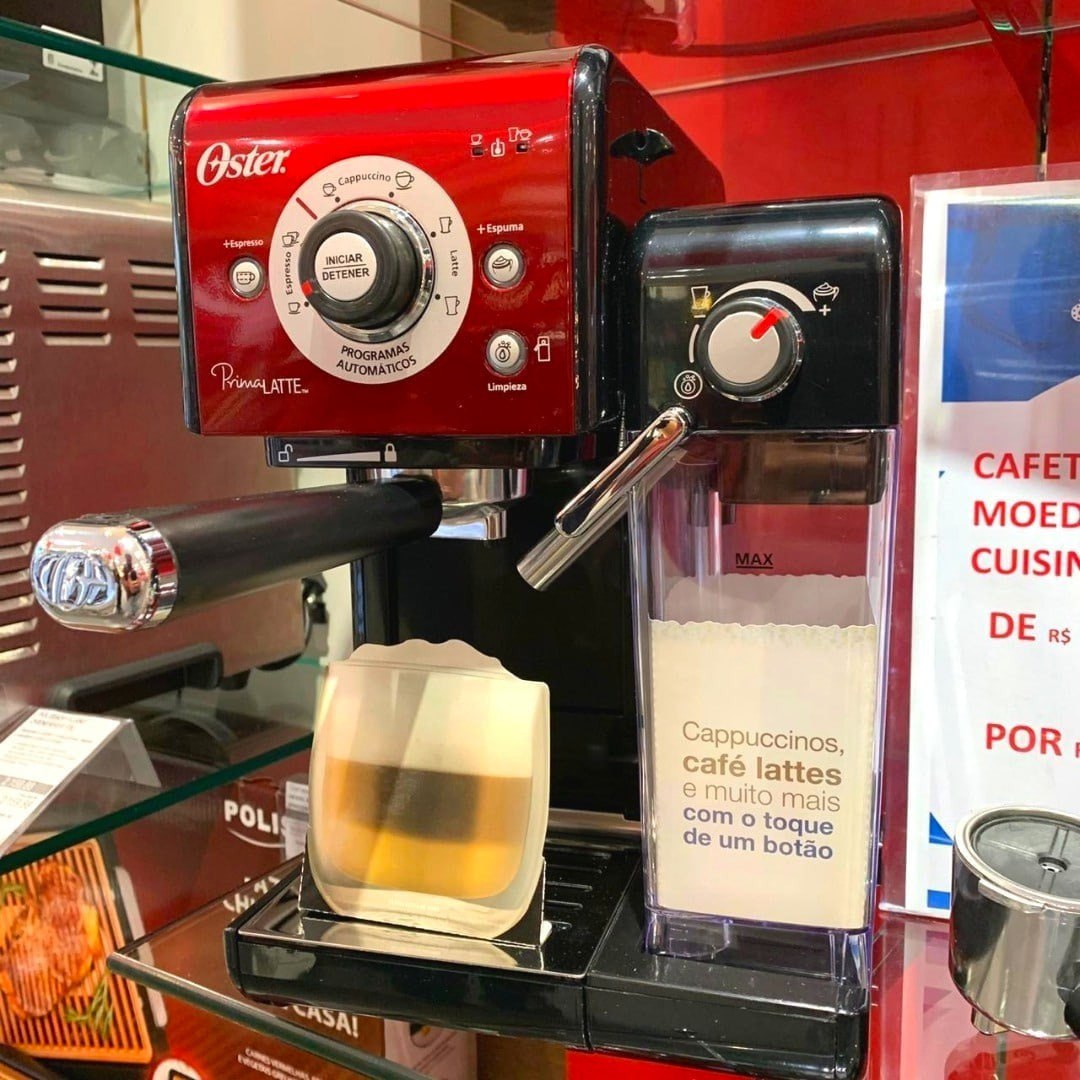 Oster
Cappuccino
+Espresso
Espresso
INICIAR
DETENER
Latte
+Espuma
PROGRAMAS
AUTOMÁTICOS
PrimaLATTE™
Limpieza
MAX
Cappuccinos,
café lattes
e muito mais
com o toque
de um botão
CAFET
MOED
CUISIN
DE R$
POR
POLIS
CASA!